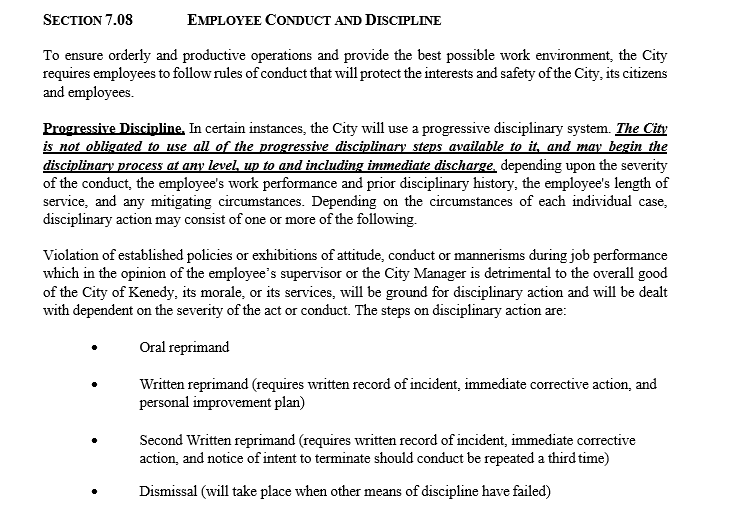 SECTION 7.08 EMPLOYEE CONDUCT AND DISCIPLINE
To ensure orderly and productive operations and provide the best possible work environment, the City
requires employees to follow rules of conduct that will protect the interests and safety of the City, its citizens
and employees.
Progressive Discipline. In certain instances, the City will use a progressive disciplinary system. The City
is not obligated to use all of the progressive disciplinary steps available to it, and may begin the
disciplinary process at any level, up to and including immediate discharge, depending upon the severity
of the conduct, the employee's work performance and prior disciplinary history, the employee's length of
service, and any mitigating circumstances. Depending on the circumstances of each individual case,
disciplinary action may consist of one or more of the following.
Violation of established policies or exhibitions of attitude, conduct or mannerisms during job performance
which in the opinion of the employee’s supervisor or the City Manager is detrimental to the overall good
of the City of Kenedy, its morale, or its services, will be ground for disciplinary action and will be dealt
with dependent on the severity of the act or conduct. The steps on disciplinary action are:
• Oral reprimand
• Written reprimand (requires written record of incident, immediate corrective action, and
personal improvement plan)
• Second Written reprimand (requires written record of incident, immediate corrective
action, and notice of intent to terminate should conduct be repeated a third time)
• Dismissal (will take place when other means of discipline have failed)